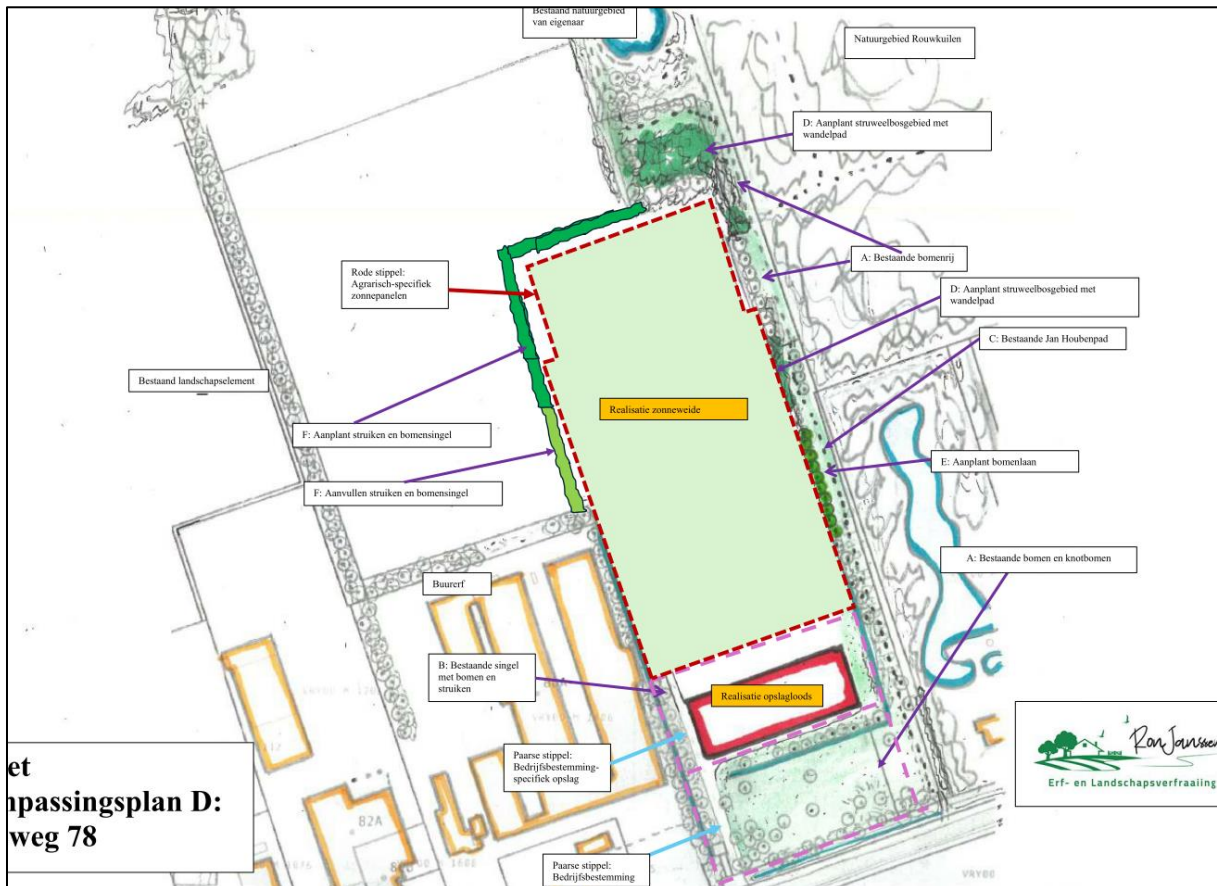 Bestaand natuurgebied
van eigenaar
Natuurgebied Rouwkuilen
D: Aanplant struweelbosgebied met
wandelpad
A: Bestaande bomenrij
Rode stippel:
Agrarisch-specifiek
zonnepanelen
D: Aanplant struweelbosgebied met
wandelpad
C: Bestaande Jan Houbenpad
Bestaand landschapselement
Realisatie zonneweide
F: Aanplant struiken en bomensingel
E: Aanplant bomenlaan
F: Aanvullen struiken en bomensingel
A: Bestaande bomen en knotbomen
Buurerf
B: Bestaande singel
met bomen en
struiken
Realisatie opslagloods
Paarse stippel:
Bedrijfsbestemming-
specifiek opslag
et
npassingsplan D:
weg 78
82A
Paarse stippel:
Bedrijfsbestemming
Ron Janssen
Erf- en Landschapsverfraaiing
VRY00